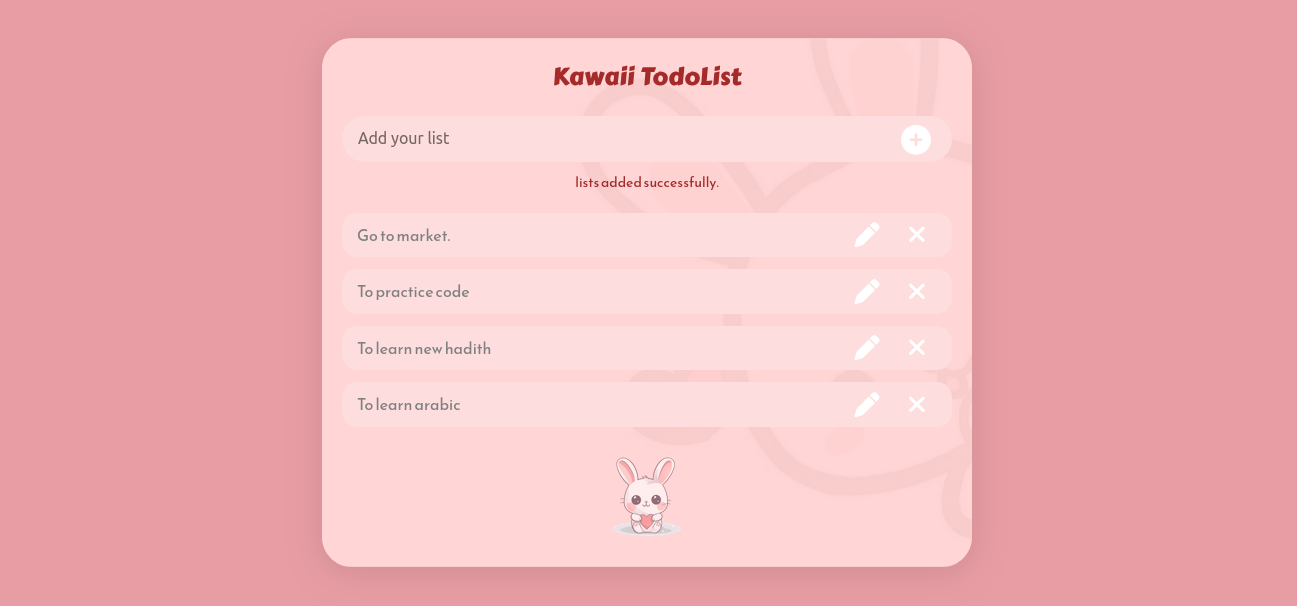 Kawaii TodoList
Add your list
lists added successfully.
Go to market.
To practice code
To learn new hadith
To learn arabic